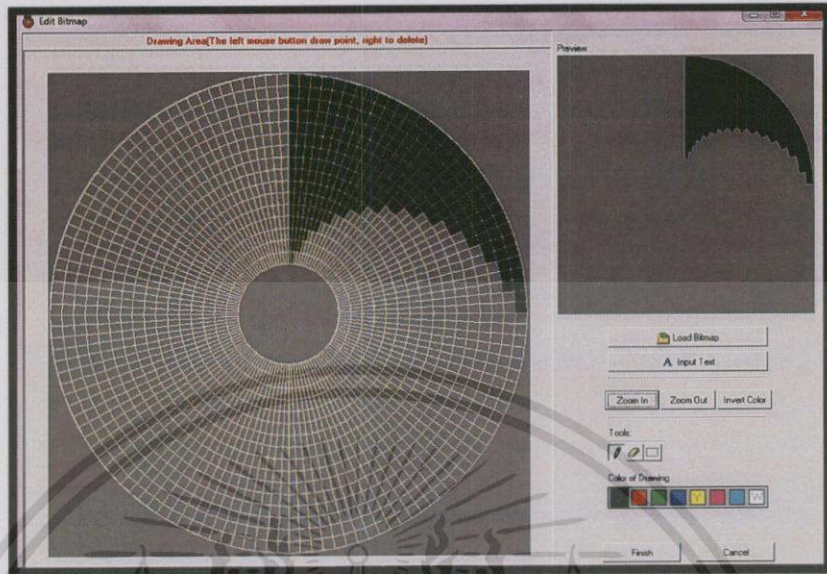 Edit Bitmap
Drawing Area(The left mouse button draw point, right to delete)
Preview
Load Bitmap
A Input Text
Zoom In Zoom Out Invert Color
Tools:
Color of Drawing
Y W
Finish Cancel